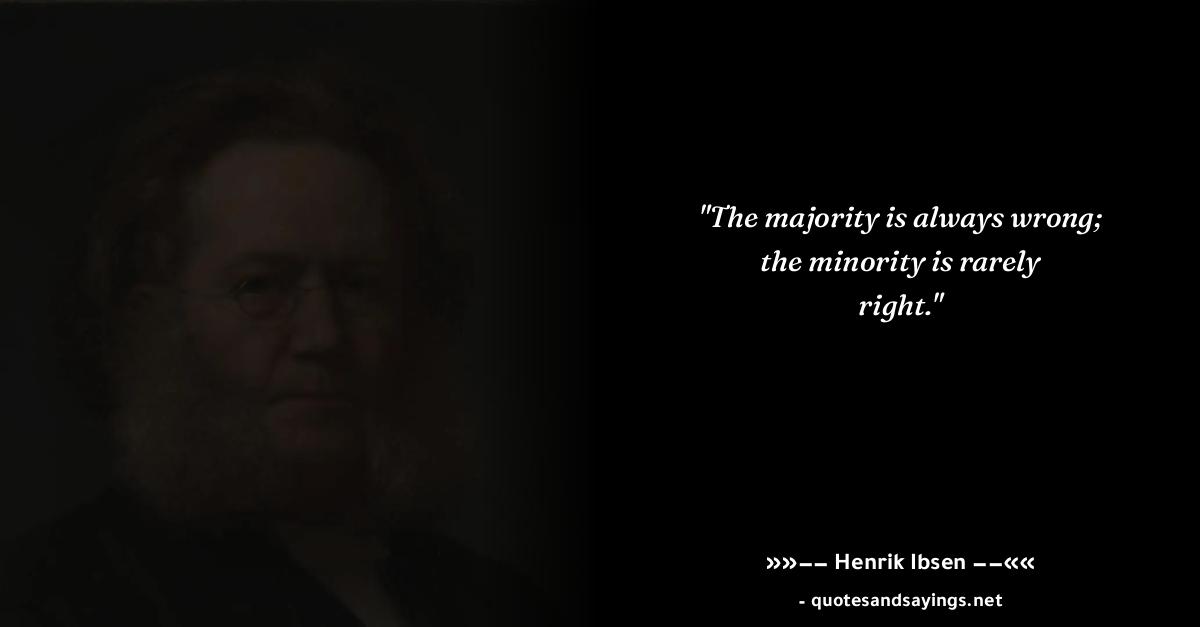 "The majority is always wrong;
the minority is rarely
right."
»»−− Henrik Ibsen −−««
- quotesandsayings.net